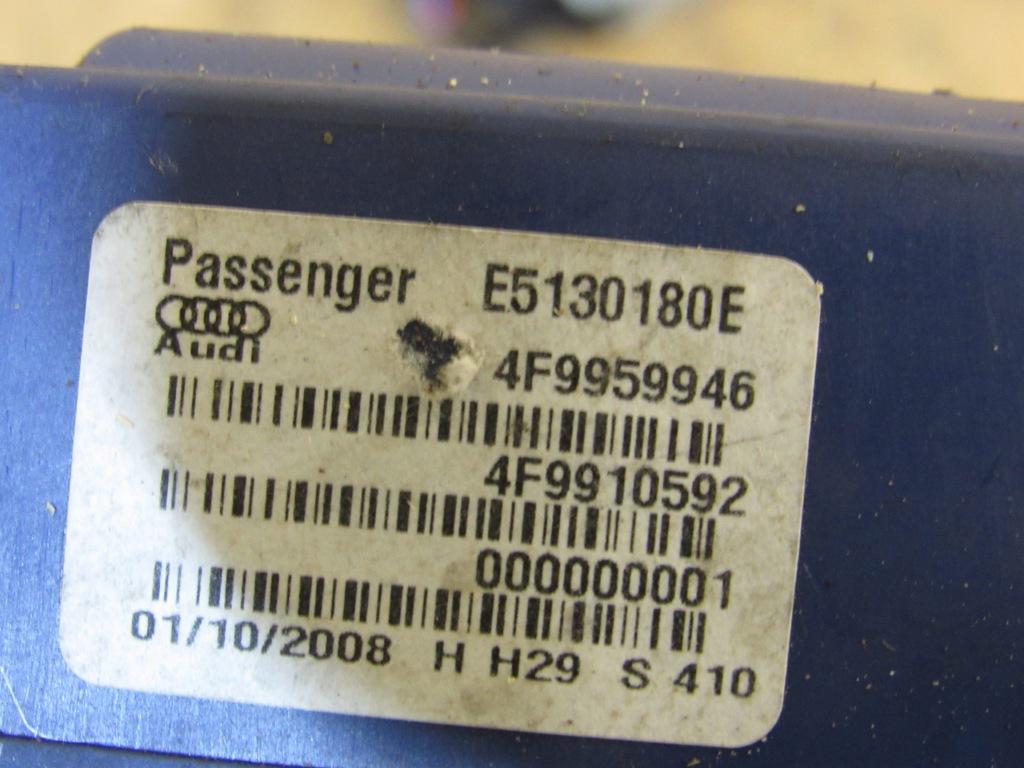 Passenger E5130180E
Audi
4F9959946
4F9910592
000000001
01/10/2008 H H29 S 410